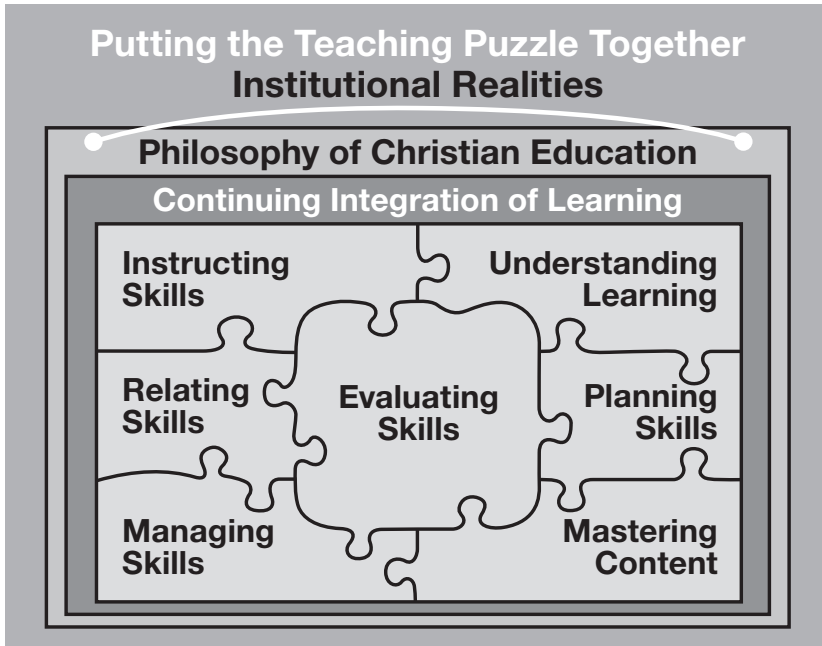 Putting the Teaching Puzzle Together
Institutional Realities
Philosophy of Christian Education
Continuing Integration of Learning
Instructing
Skills
Understanding
Learning
Relating
Skills
Evaluating
Skills
Planning
Skills
Managing
Skills
Mastering
Content